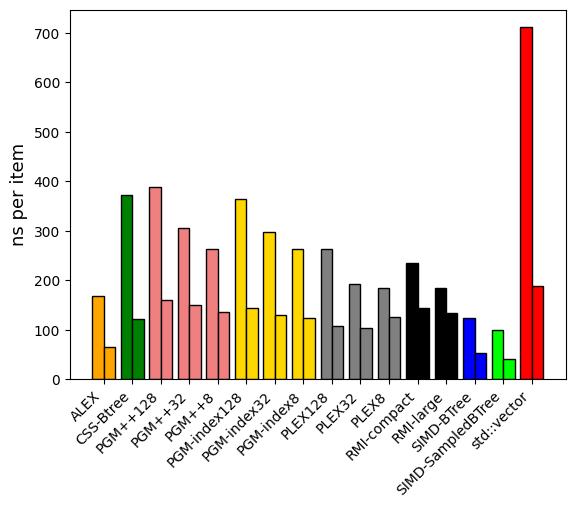 700
600
500
400
300
200
100
0
ns per item
ALEX
CSS-Btree
PGM++128
PGM++32
PGM++8
PGM-index128
PGM-index32
PGM-index8
PLEX128
PLEX32
PLEX8
RMI-compact
RMI-large
SIMD-BTree
SIMD-SampledBTree
std::vector